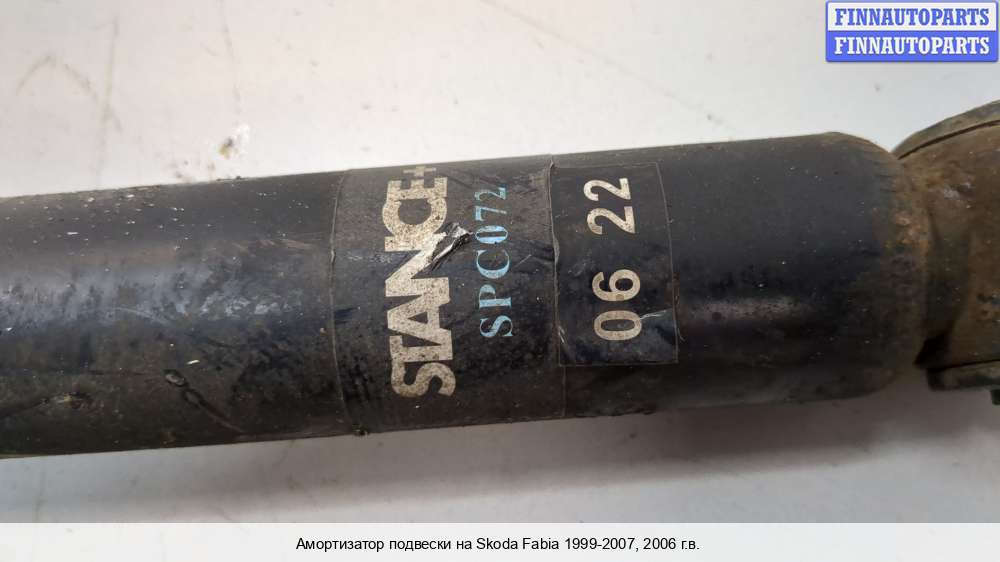 FINNAUTOPARTS
FINNAUTOPARTS
STANCE+
SPC072
06 22
Амортизатор подвески на Skoda Fabia 1999-2007, 2006 г.в.